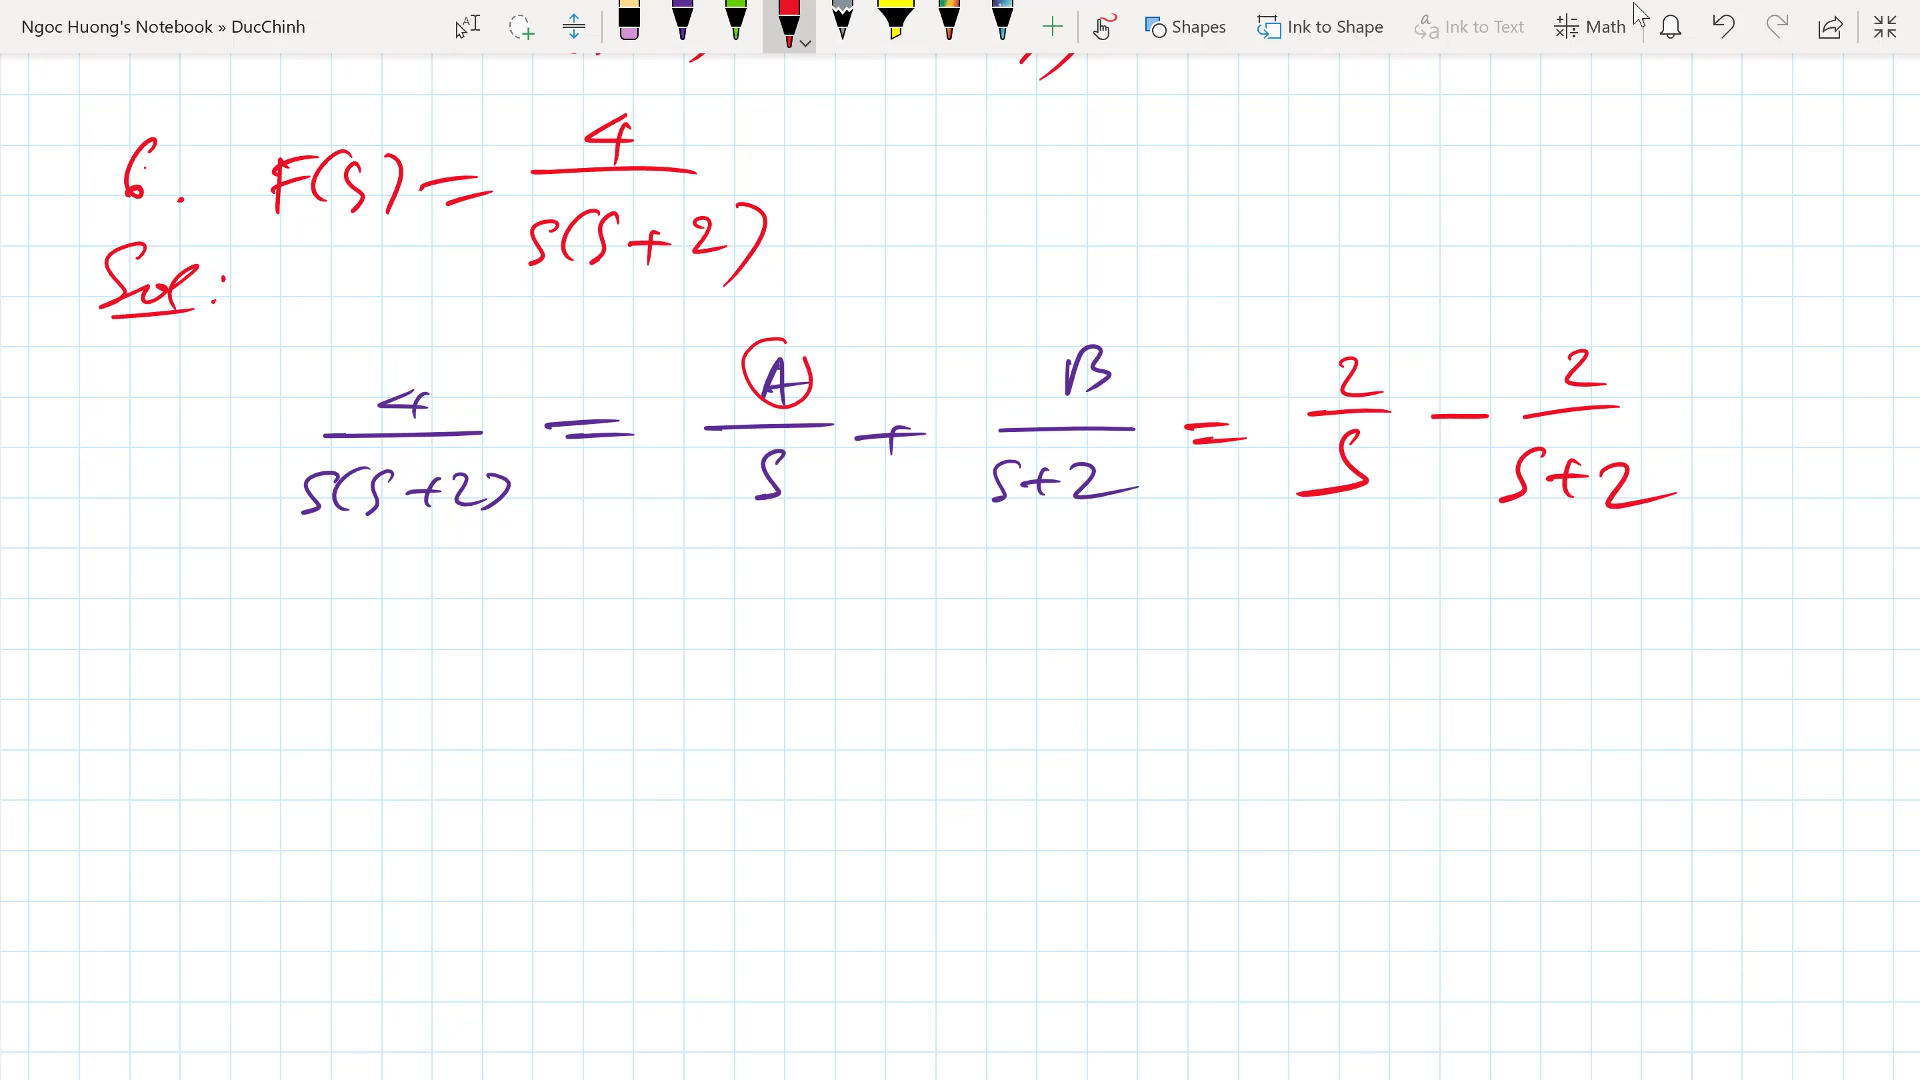 Ngoc Huong's Notebook » DucChinh Shapes Ink to Shape Ink to Text Math
6. F(s) = 4 / s(s+2)
Sol:
4 / s(s+2) = A / s + B / s+2 = 2 / s - 2 / s+2